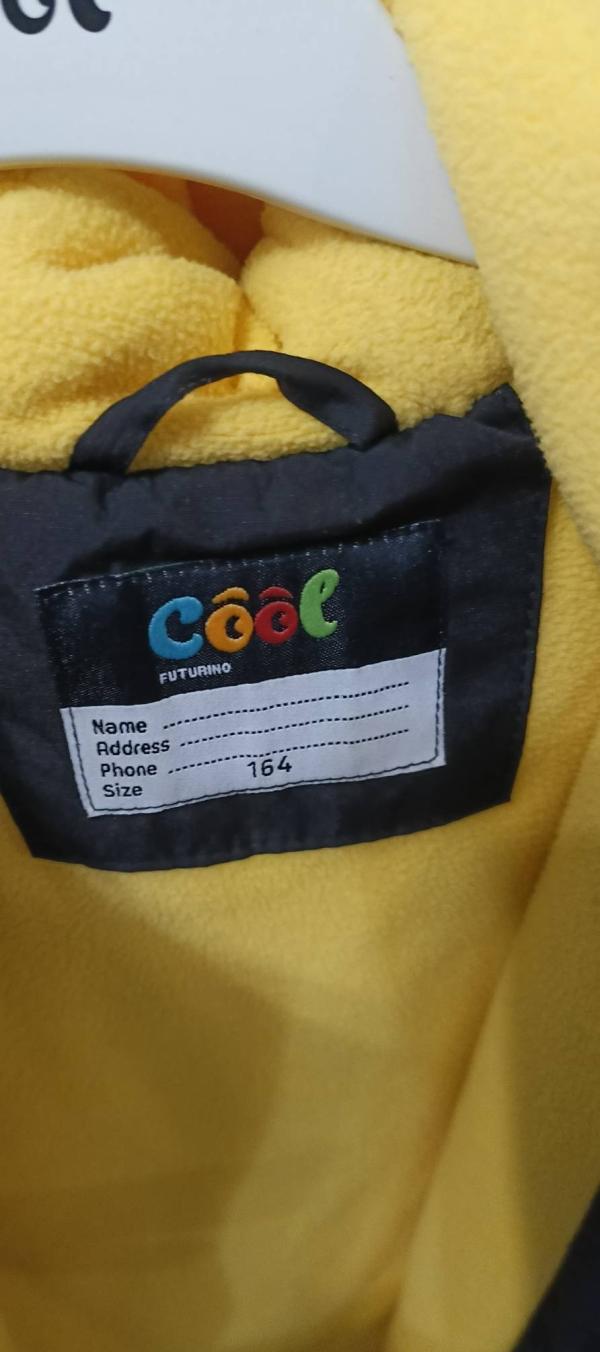 cool
FUTURINO
Name
Address
Phone
Size 164